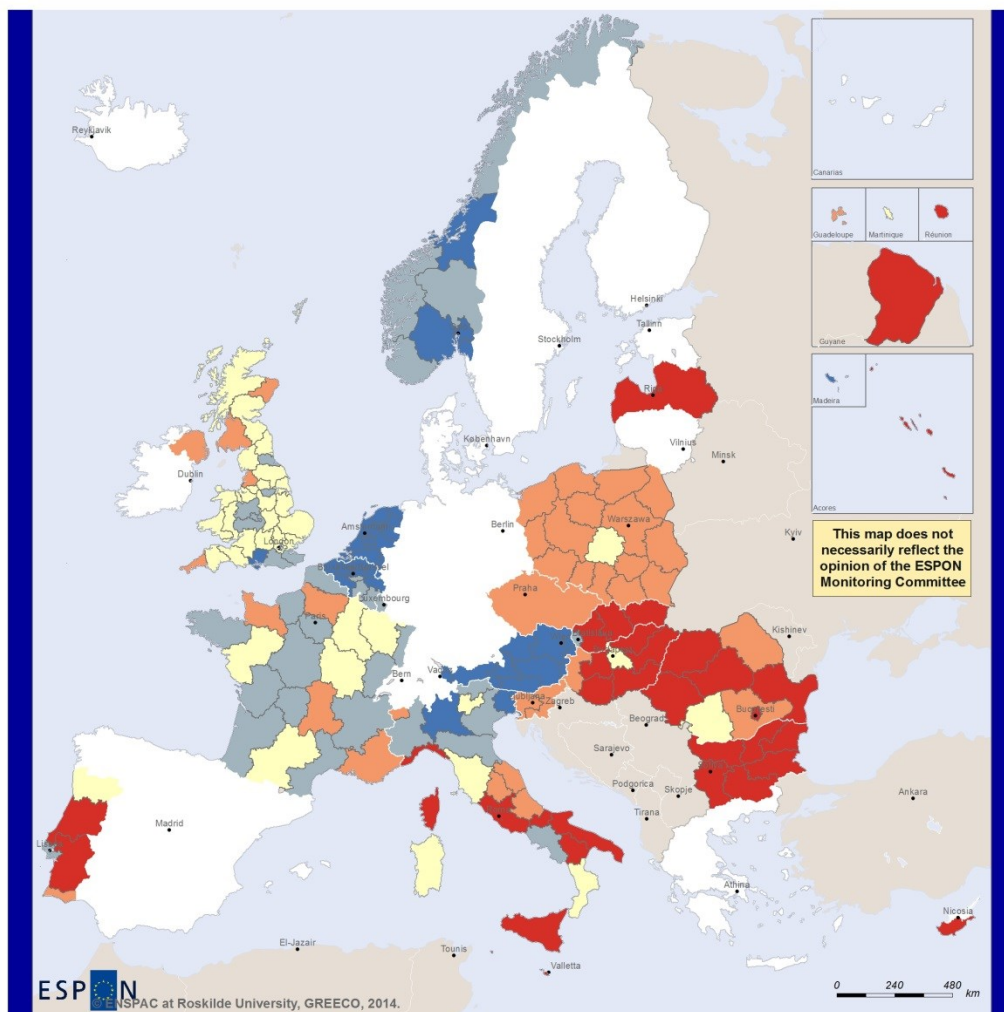 Reykjavik
Canarias
Guadeloupe
Martinique
Réunion
Helsinki
Tallinn
Stockholm
Guyane
Madeira
København
Vilnius
Minsk
Dublin
Acores
Amst
London
Berlin
Warszawa
Kyiv
This map does not
necessarily reflect the
opinion of the ESPON
Monitoring Committee
Praha
Luxembourg
Paris
Kishinev
Bern
Vad
Ljubljana
Zagreb
Bucuresti
Beograd
Sarajevo
Podgorica
Skopje
Ankara
Tirana
Madrid
Athina
Nicosia
El-Jazair
Tounis
Valletta
ESPON
© ENSPAC at Roskilde University, GREECO, 2014.
0 240 480
km